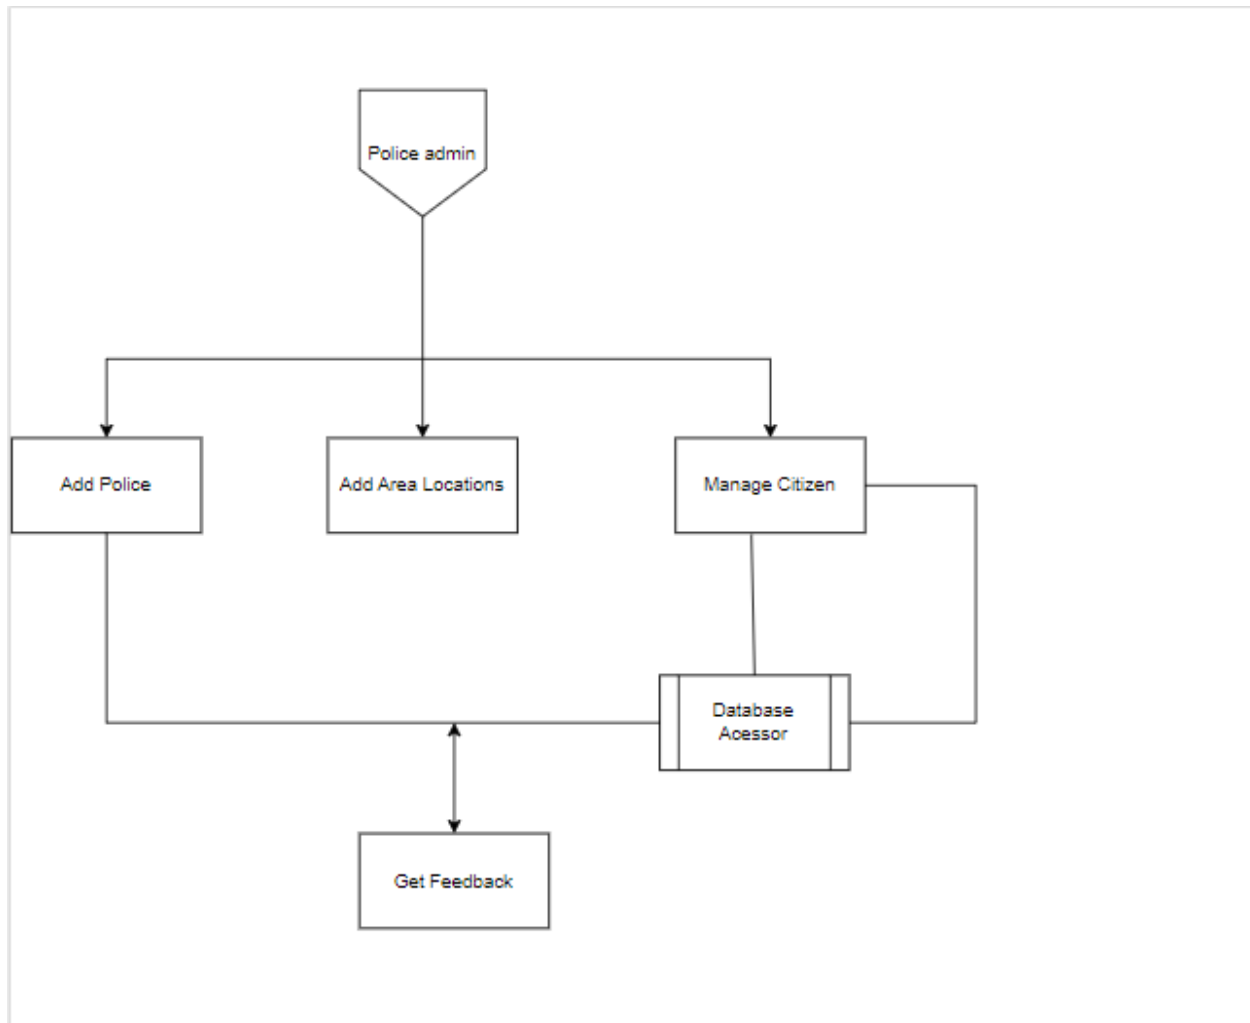 Police admin
Add Police
Add Area Locations
Manage Citizen
Database
Acessor
Get Feedback